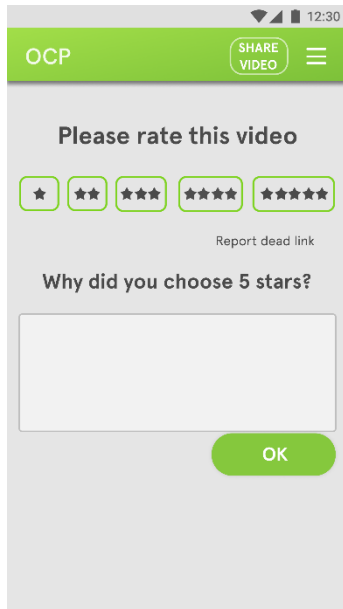 12:30
OCP
SHARE
VIDEO
Please rate this video
Report dead link
Why did you choose 5 stars?
OK